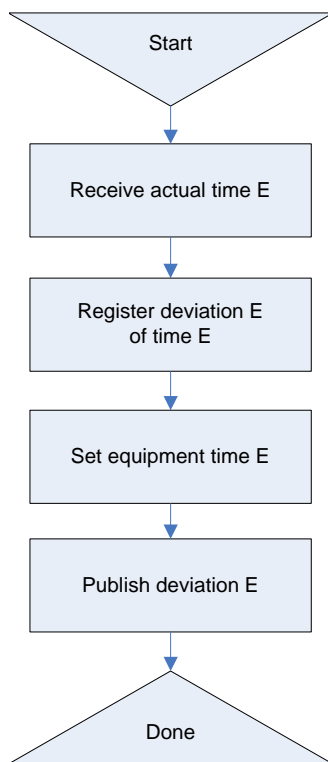 Start
Receive actual time E
Register deviation E
of time E
Set equipment time E
Publish deviation E
Done